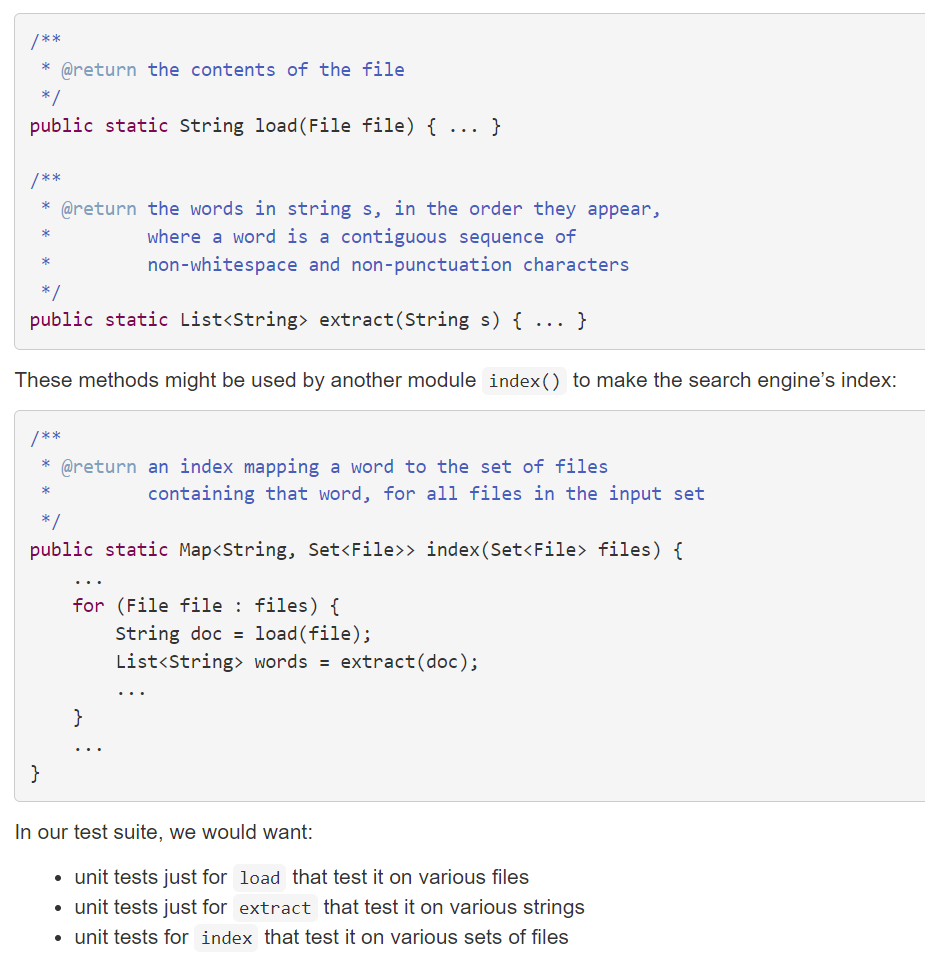 /**
 * @return the contents of the file
 */
public static String load(File file) { ... }
/**
 * @return the words in string s, in the order they appear,
 *         where a word is a contiguous sequence of
 *         non-whitespace and non-punctuation characters
 */
public static List<String> extract(String s) { ... }
These methods might be used by another module index() to make the search engine’s index:
/**
 * @return an index mapping a word to the set of files
 *         containing that word, for all files in the input set
 */
public static Map<String, Set<File>> index(Set<File> files) {
    ...
    for (File file : files) {
        String doc = load(file);
        List<String> words = extract(doc);
        ...
    }
    ...
}
In our test suite, we would want:
• unit tests just for load that test it on various files
• unit tests just for extract that test it on various strings
• unit tests for index that test it on various sets of files